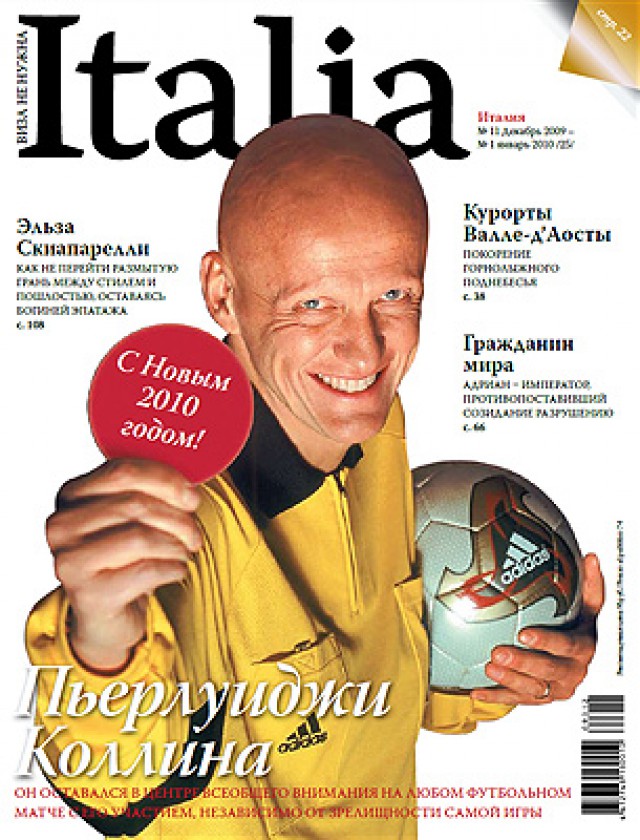 стр. 22
ВИЗА НЕ НУЖНА
Italia
Италия
№ 11 декабрь 2009 –
№ 1 январь 2010 /25/
Эльза
Скиапарелли
КАК НЕ ПЕРЕЙТИ РАЗМЫТУЮ
ГРАНЬ МЕЖДУ СТИЛЕМ И
ПОШЛОСТЬЮ, ОСТАВАЯСЬ
БОГИНЕЙ ЭПАТАЖА
с. 108
Курорты
Валле-д'Аосты
ПОКОРЕНИЕ
ГОРНОЛЫЖНОГО
ПОДНЕБЕСЬЯ
с. 38
Гражданин
мира
АДРИАН – ИМПЕРАТОР,
ПРОТИВОПОСТАВИВШИЙ
СОЗИДАНИЕ РАЗРУШЕНИЮ
с. 66
С Новым
2010
годом!
adidas
adidas
Пьерлуиджи
Коллина
ОН ОСТАВАЛСЯ В ЦЕНТРЕ ВСЕОБЩЕГО ВНИМАНИЯ НА ЛЮБОМ ФУТБОЛЬНОМ
МАТЧЕ С ЕГО УЧАСТИЕМ, НЕЗАВИСИМО ОТ ЗРЕЛИЩНОСТИ САМОЙ ИГРЫ